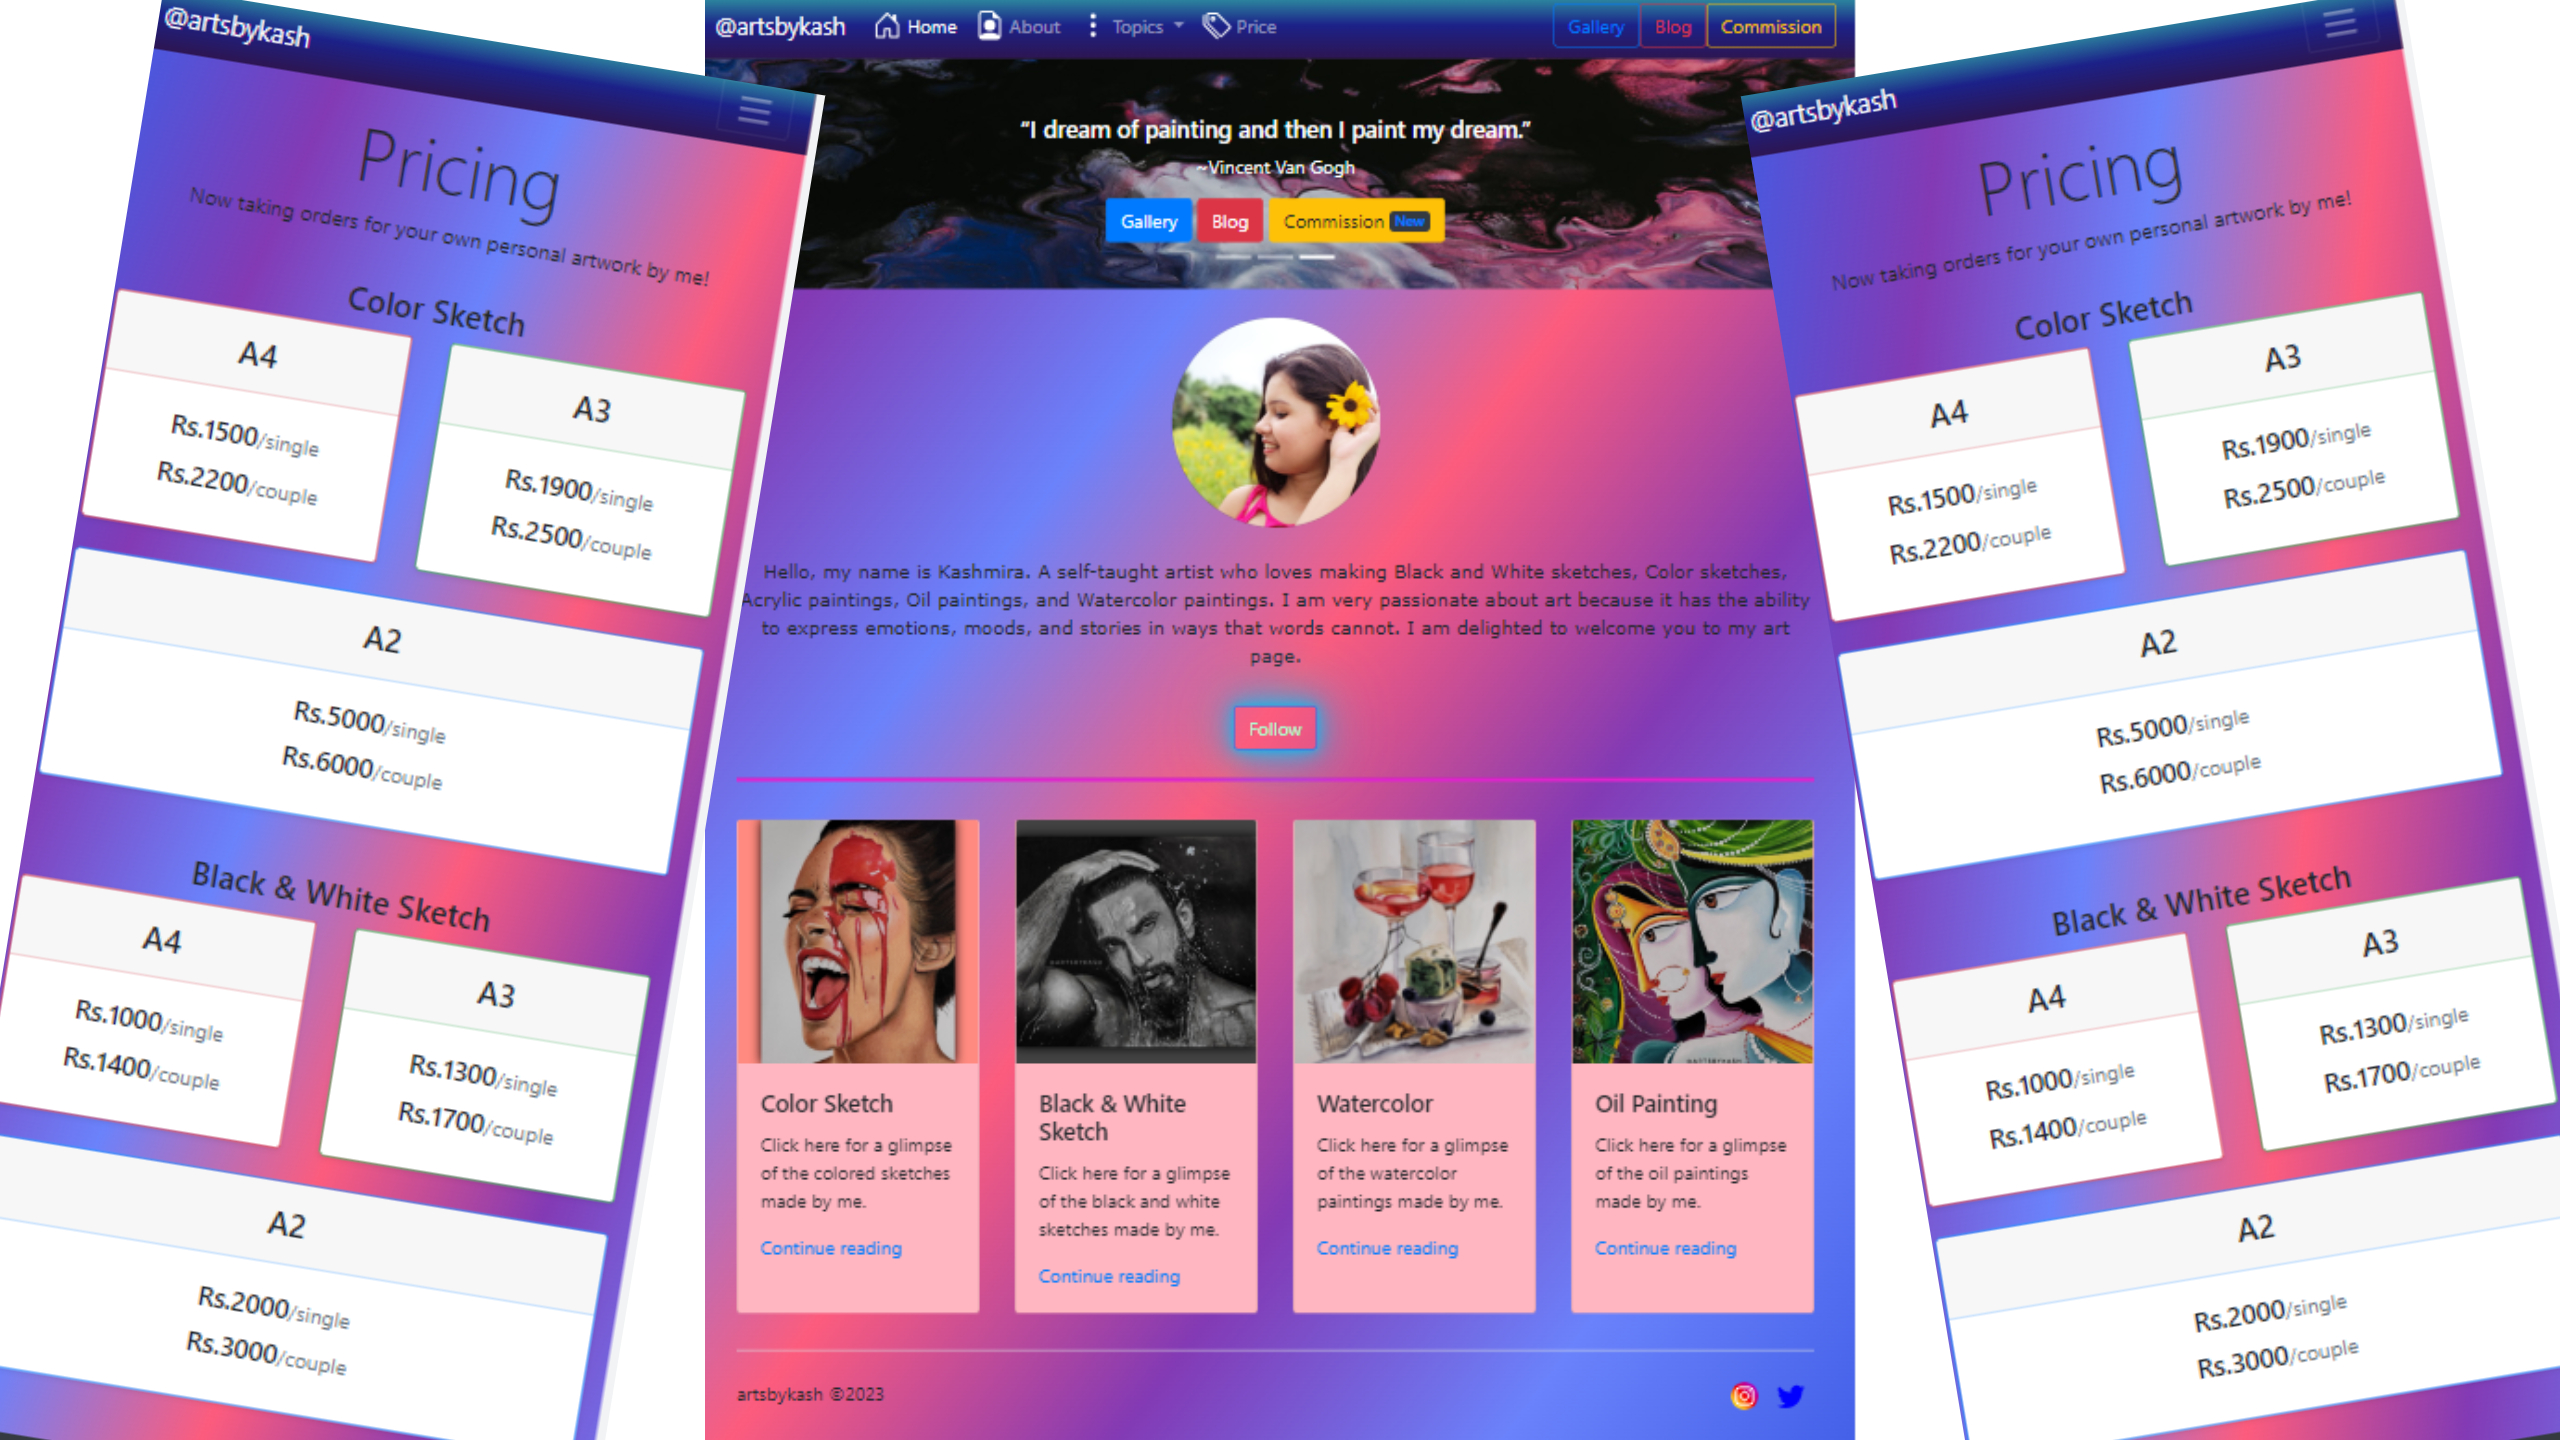 @artsbykash
Pricing
Now taking orders for your own personal artwork by me!
Color Sketch
A4
Rs.1500/single
Rs.2200/couple
A3
Rs.1900/single
Rs.2500/couple
A2
Rs.5000/single
Rs.6000/couple
Black & White Sketch
A4
Rs.1000/single
Rs.1400/couple
A3
Rs.1300/single
Rs.1700/couple
A2
Rs.2000/single
Rs.3000/couple
@artsbykash Home About Topics Price Gallery Blog Commission
“I dream of painting and then I paint my dream.”
~Vincent Van Gogh
Gallery Blog Commission New
Hello, my name is Kashmira. A self-taught artist who loves making Black and White sketches, Color sketches,
Acrylic paintings, Oil paintings, and Watercolor paintings. I am very passionate about art because it has the ability
to express emotions, moods, and stories in ways that words cannot. I am delighted to welcome you to my art
page.
Follow
Color Sketch
Click here for a glimpse
of the colored sketches
made by me.
Continue reading
Black & White
Sketch
Click here for a glimpse
of the black and white
sketches made by me.
Continue reading
Watercolor
Click here for a glimpse
of the watercolor
paintings made by me.
Continue reading
Oil Painting
Click here for a glimpse
of the oil paintings
made by me.
Continue reading
artsbykash ©2023
@artsbykash
Pricing
Now taking orders for your own personal artwork by me!
Color Sketch
A4
Rs.1500/single
Rs.2200/couple
A3
Rs.1900/single
Rs.2500/couple
A2
Rs.5000/single
Rs.6000/couple
Black & White Sketch
A4
Rs.1000/single
Rs.1400/couple
A3
Rs.1300/single
Rs.1700/couple
A2
Rs.2000/single
Rs.3000/couple